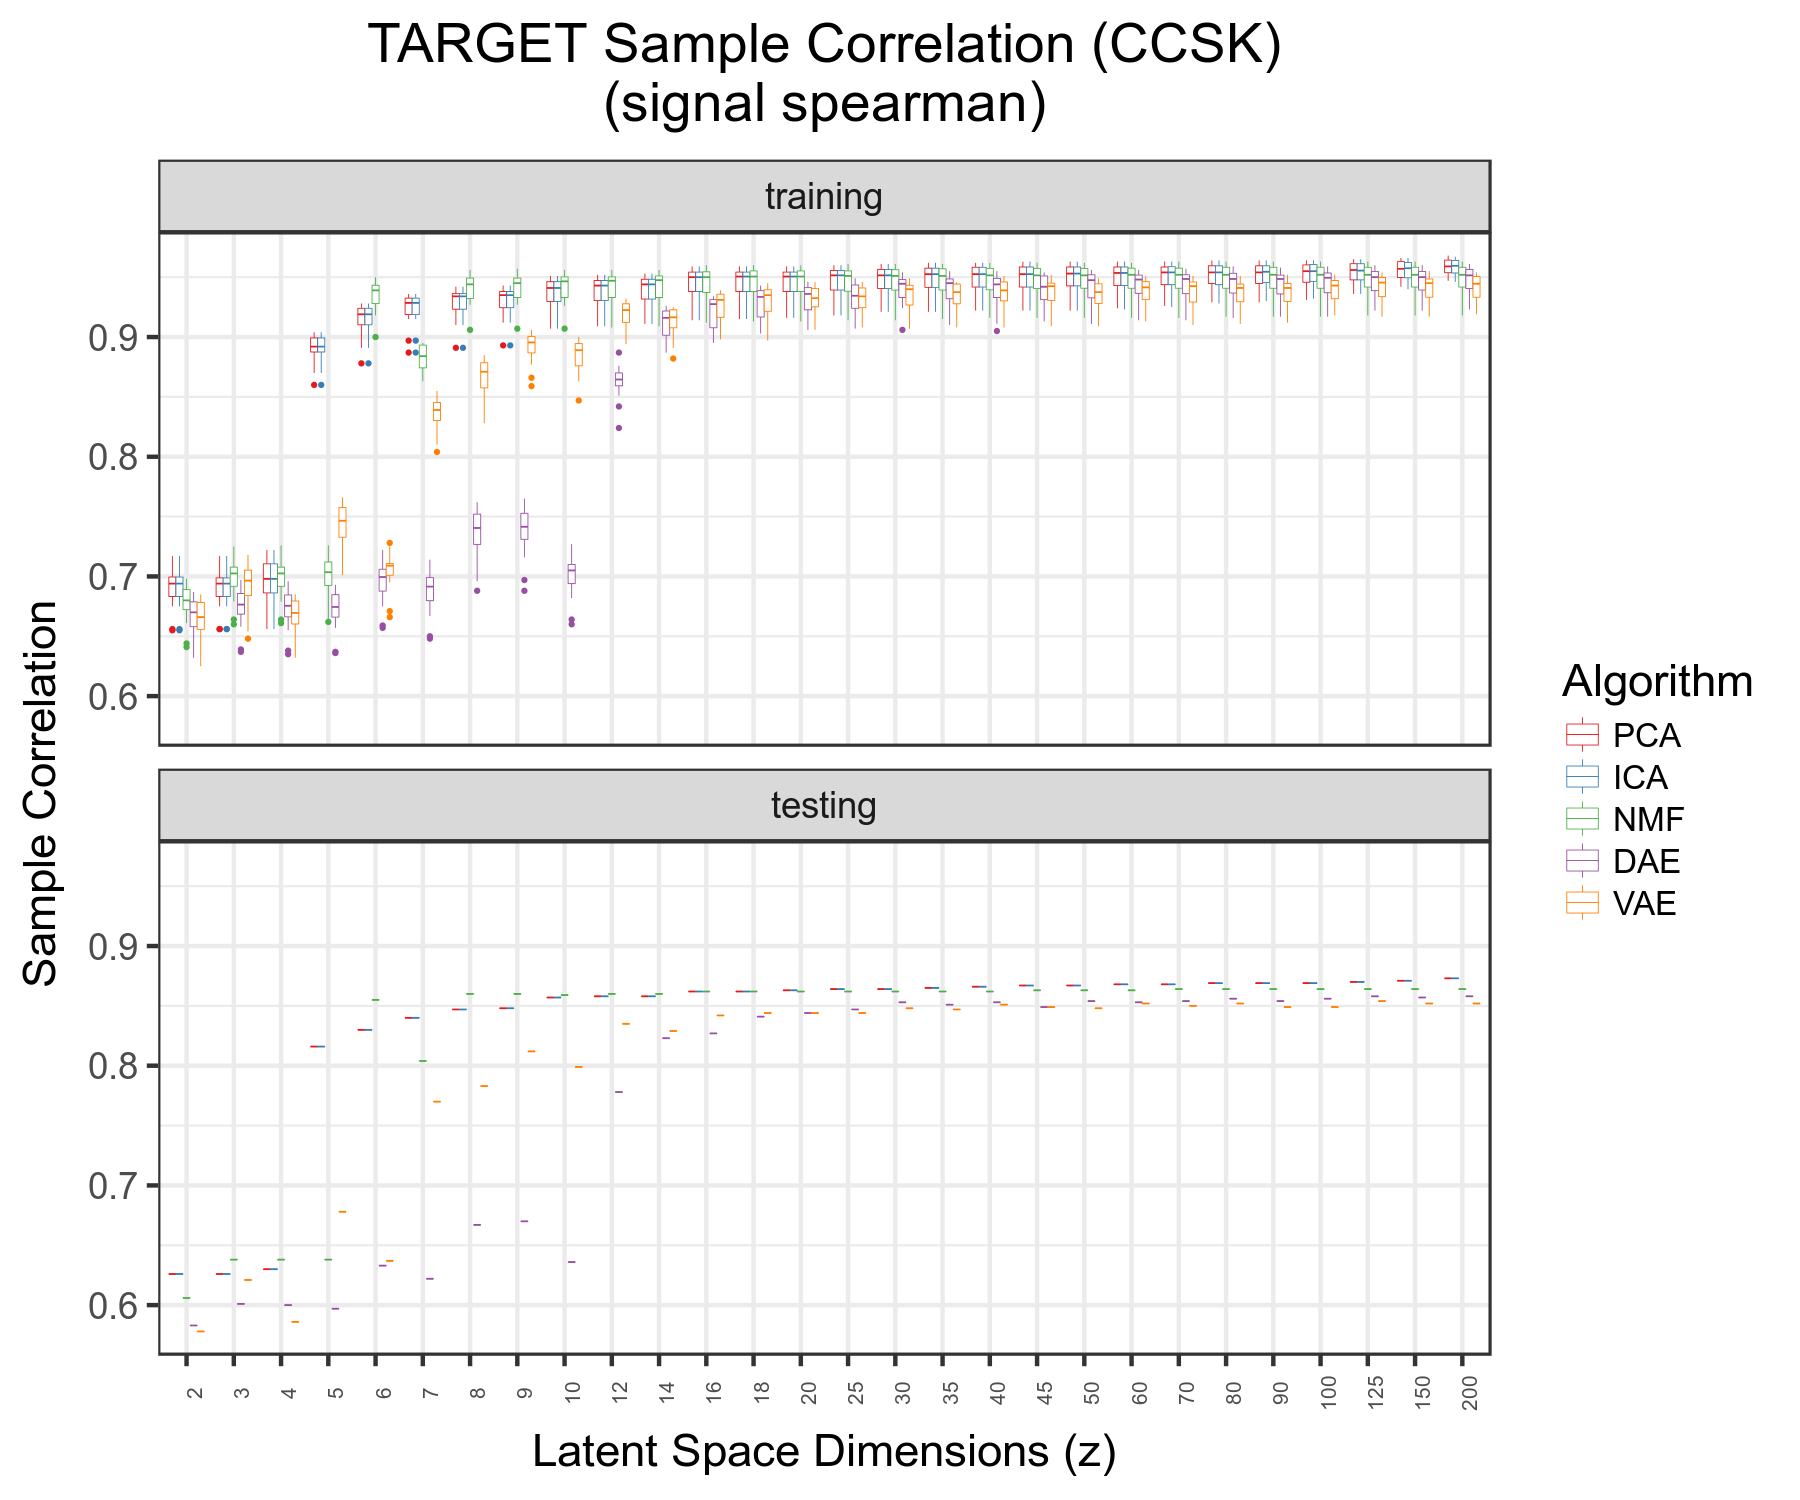 TARGET Sample Correlation (CCSK)
(signal spearman)
training
0.9
0.8
0.7
0.6
testing
0.9
0.8
0.7
0.6
Sample Correlation
2 3 4 5 6 7 8 9 10 12 14 16 18 20 25 30 35 40 45 50 60 70 80 90 100 125 150 200
Latent Space Dimensions (z)
Algorithm
PCA
ICA
NMF
DAE
VAE